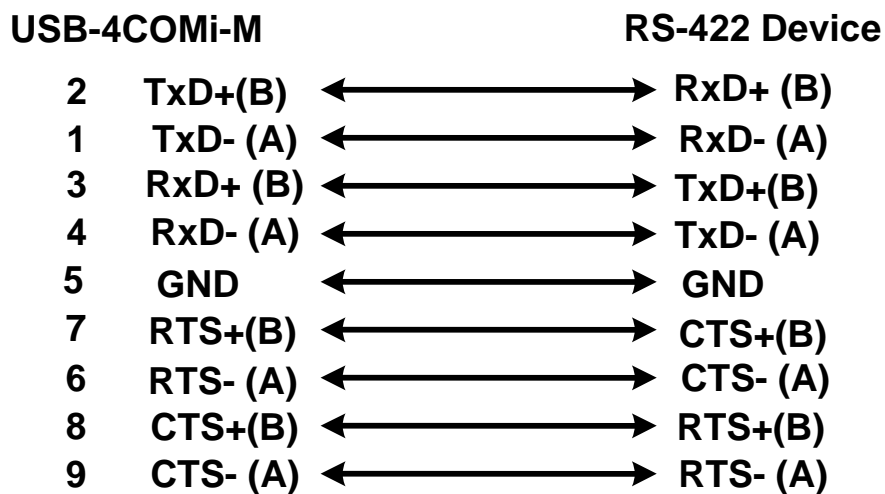 USB-4COMi-M RS-422 Device
2 TxD+(B) RxD+ (B)
1 TxD- (A) RxD- (A)
3 RxD+ (B) TxD+(B)
4 RxD- (A) TxD- (A)
5 GND GND
7 RTS+(B) CTS+(B)
6 RTS- (A) CTS- (A)
8 CTS+(B) RTS+(B)
9 CTS- (A) RTS- (A)